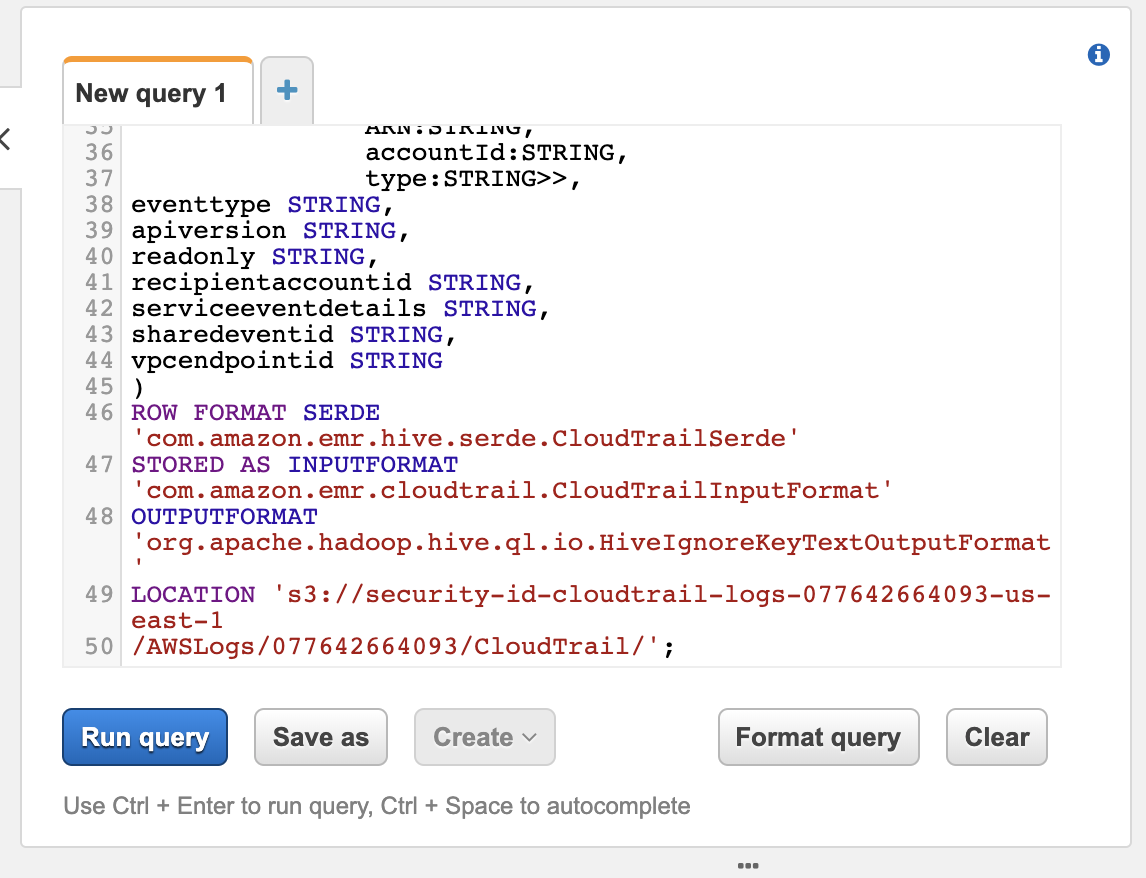 New query 1
35 ARN:STRING,
36 accountId:STRING,
37 type:STRING>>,
38 eventtype STRING,
39 apiversion STRING,
40 readonly STRING,
41 recipientaccountid STRING,
42 serviceeventdetails STRING,
43 sharedeventid STRING,
44 vpcendpointid STRING
45 )
46 ROW FORMAT SERDE
'com.amazon.emr.hive.serde.CloudTrailSerde'
47 STORED AS INPUTFORMAT
'com.amazon.emr.cloudtrail.CloudTrailInputFormat'
48 OUTPUTFORMAT
'org.apache.hadoop.hive.ql.io.HiveIgnoreKeyTextOutputFormat
'
49 LOCATION 's3://security-id-cloudtrail-logs-077642664093-us-
east-1
50 /AWSLogs/077642664093/CloudTrail/';
Run query Save as Create Format query Clear
Use Ctrl + Enter to run query, Ctrl + Space to autocomplete